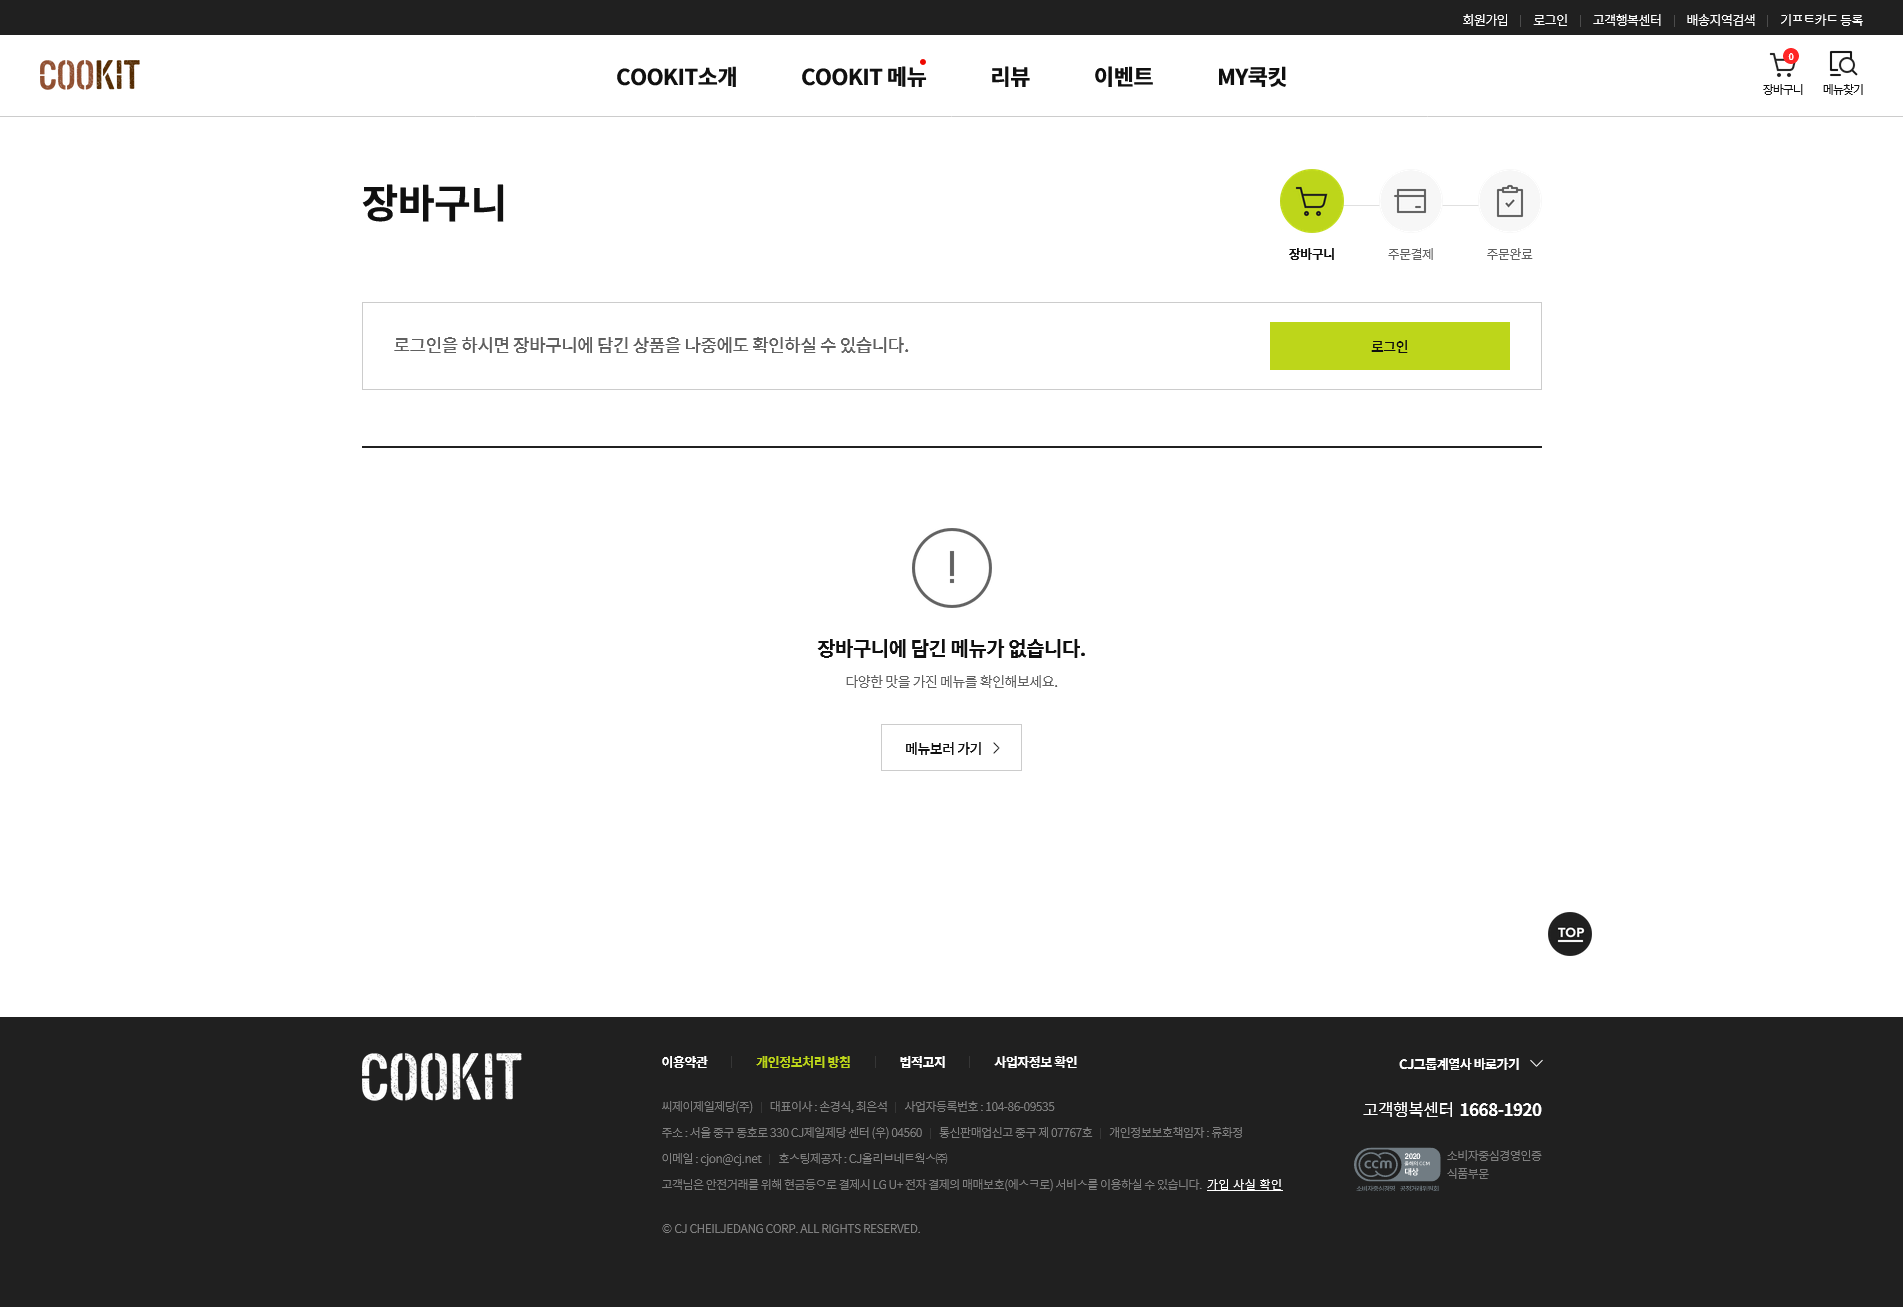 회원가입 로그인 고객행복센터 배송지역검색 기프트카드 등록
COOKIT COOKIT소개 COOKIT 메뉴 리뷰 이벤트 MY쿡킷 0
장바구니 메뉴찾기
장바구니
장바구니 주문결제 주문완료
로그인을 하시면 장바구니에 담긴 상품을 나중에도 확인하실 수 있습니다. 로그인
!
장바구니에 담긴 메뉴가 없습니다.
다양한 맛을 가진 메뉴를 확인해보세요.
메뉴보러 가기
TOP
COOKIT
이용약관 개인정보처리 방침 법적고지 사업자정보 확인
씨제이제일제당(주) 대표이사 : 손경식, 최은석 사업자등록번호 : 104-86-09535
주소 : 서울 중구 동호로 330 CJ제일제당 센터 (우) 04560 통신판매업신고 중구 제 07767호 개인정보보호책임자 : 류화정
이메일 : cjon@cj.net 호스팅제공자 : CJ올리브네트웍스㈜
고객님은 안전거래를 위해 현금등으로 결제시 LG U+ 전자 결제의 매매보호(에스크로) 서비스를 이용하실 수 있습니다. 가입 사실 확인
© CJ CHEILJEDANG CORP. ALL RIGHTS RESERVED.
CJ그룹계열사 바로가기
고객행복센터 1668-1920
ccm 2020
대상
소비자중심경영인증
식품부문